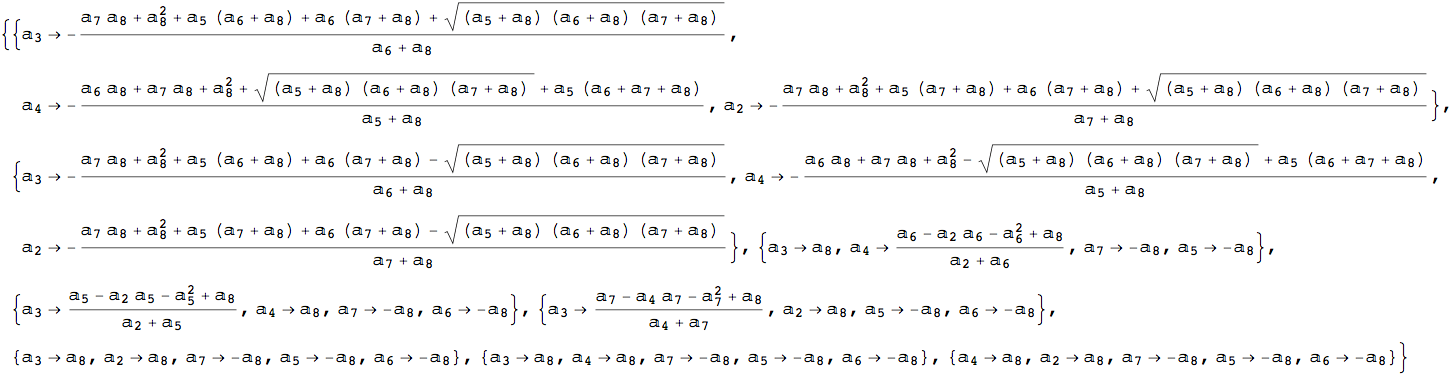 {{a₃ → -(a₇ a₈ + a₈² + a₅ (a₆ + a₈) + a₆ (a₇ + a₈) + √((a₅ + a₈) (a₆ + a₈) (a₇ + a₈)))/(a₆ + a₈),
a₄ → -(a₆ a₈ + a₇ a₈ + a₈² + √((a₅ + a₈) (a₆ + a₈) (a₇ + a₈)) + a₅ (a₆ + a₇ + a₈))/(a₅ + a₈), a₂ → -(a₇ a₈ + a₈² + a₅ (a₇ + a₈) + a₆ (a₇ + a₈) + √((a₅ + a₈) (a₆ + a₈) (a₇ + a₈)))/(a₇ + a₈)},
{a₃ → -(a₇ a₈ + a₈² + a₅ (a₆ + a₈) + a₆ (a₇ + a₈) - √((a₅ + a₈) (a₆ + a₈) (a₇ + a₈)))/(a₆ + a₈), a₄ → -(a₆ a₈ + a₇ a₈ + a₈² - √((a₅ + a₈) (a₆ + a₈) (a₇ + a₈)) + a₅ (a₆ + a₇ + a₈))/(a₅ + a₈),
a₂ → -(a₇ a₈ + a₈² + a₅ (a₇ + a₈) + a₆ (a₇ + a₈) - √((a₅ + a₈) (a₆ + a₈) (a₇ + a₈)))/(a₇ + a₈)}, {a₃ → a₈, a₄ → (a₆ - a₂ a₆ - a₆² + a₈)/(a₂ + a₆), a₇ → -a₈, a₅ → -a₈},
{a₃ → (a₅ - a₂ a₅ - a₅² + a₈)/(a₂ + a₅), a₄ → a₈, a₇ → -a₈, a₆ → -a₈}, {a₃ → (a₇ - a₄ a₇ - a₇² + a₈)/(a₄ + a₇), a₂ → a₈, a₅ → -a₈, a₆ → -a₈},
{a₃ → a₈, a₂ → a₈, a₇ → -a₈, a₅ → -a₈, a₆ → -a₈}, {a₃ → a₈, a₄ → a₈, a₇ → -a₈, a₅ → -a₈, a₆ → -a₈}, {a₄ → a₈, a₂ → a₈, a₇ → -a₈, a₅ → -a₈, a₆ → -a₈}}